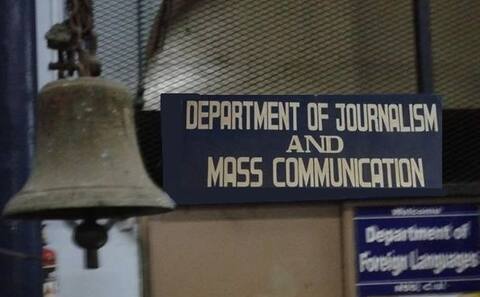 DEPARTMENT OF JOURNALISM
AND
MASS COMMUNICATION
Welcome
Department of
Foreign Languages